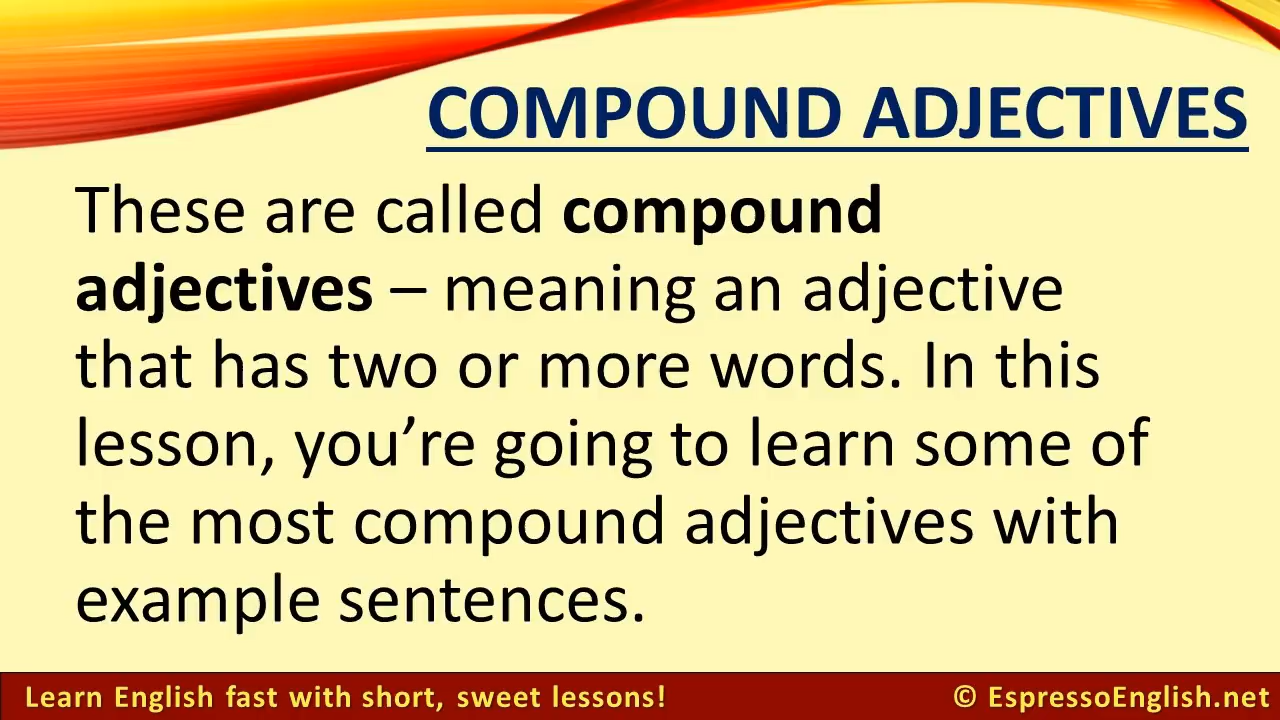 COMPOUND ADJECTIVES
These are called compound
adjectives – meaning an adjective
that has two or more words. In this
lesson, you’re going to learn some of
the most compound adjectives with
example sentences.
Learn English fast with short, sweet lessons!
© EspressoEnglish.net